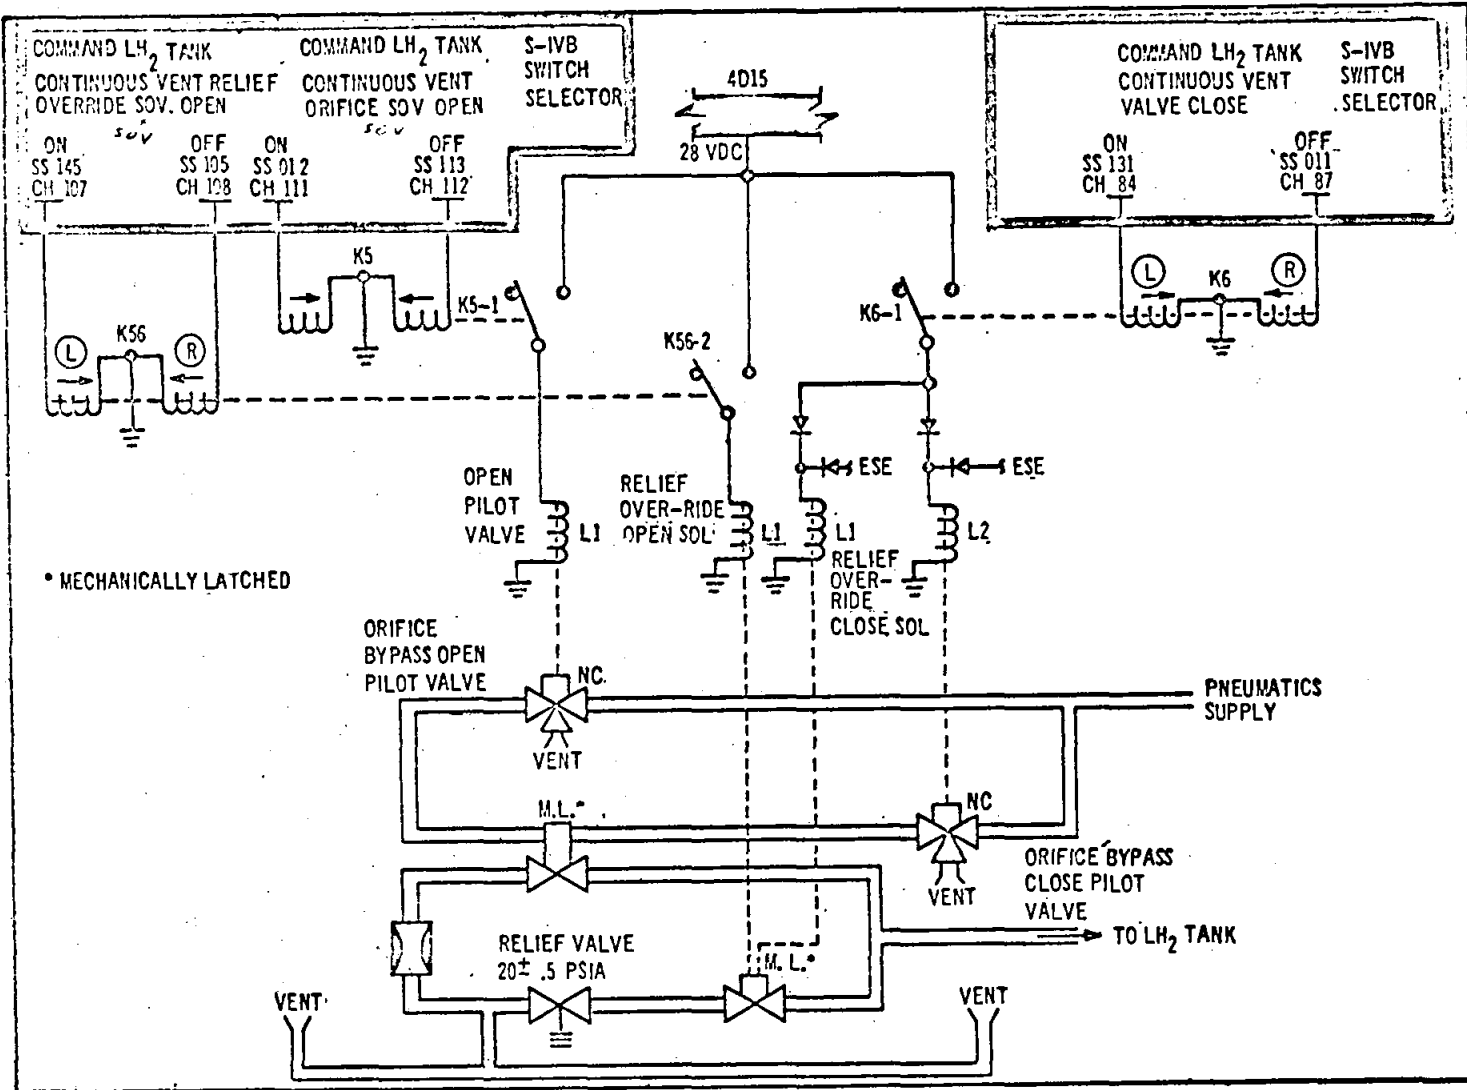 COMMAND LH2 TANK
CONTINUOUS VENT RELIEF
OVERRIDE SOV. OPEN
SOV
COMMAND LH2 TANK
CONTINUOUS VENT
ORIFICE SOV OPEN
SOV
S-IVB
SWITCH
SELECTOR
ON
SS 145
CH 107
OFF
SS 105
CH 108
ON
SS 012
CH 111
OFF
SS 113
CH 112
4D15
28 VDC
COMMAND LH2 TANK
CONTINUOUS VENT
VALVE CLOSE
S-IVB
SWITCH
SELECTOR
ON
SS 131
CH 84
OFF
SS 011
CH 87
K5
K5-1
K6-1
L
K6
R
L
K56
R
K56-2
OPEN
PILOT
VALVE
L1
RELIEF
OVER-RIDE
OPEN SOL
L1
L1
ESE
ESE
L2
RELIEF
OVER-
RIDE
CLOSE SOL
* MECHANICALLY LATCHED
ORIFICE
BYPASS OPEN
PILOT VALVE
NC.
VENT
PNEUMATICS
SUPPLY
M.L.*
NC
VENT
ORIFICE BYPASS
CLOSE PILOT
VALVE
TO LH2 TANK
RELIEF VALVE
20± .5 PSIA
M.L.*
VENT
VENT